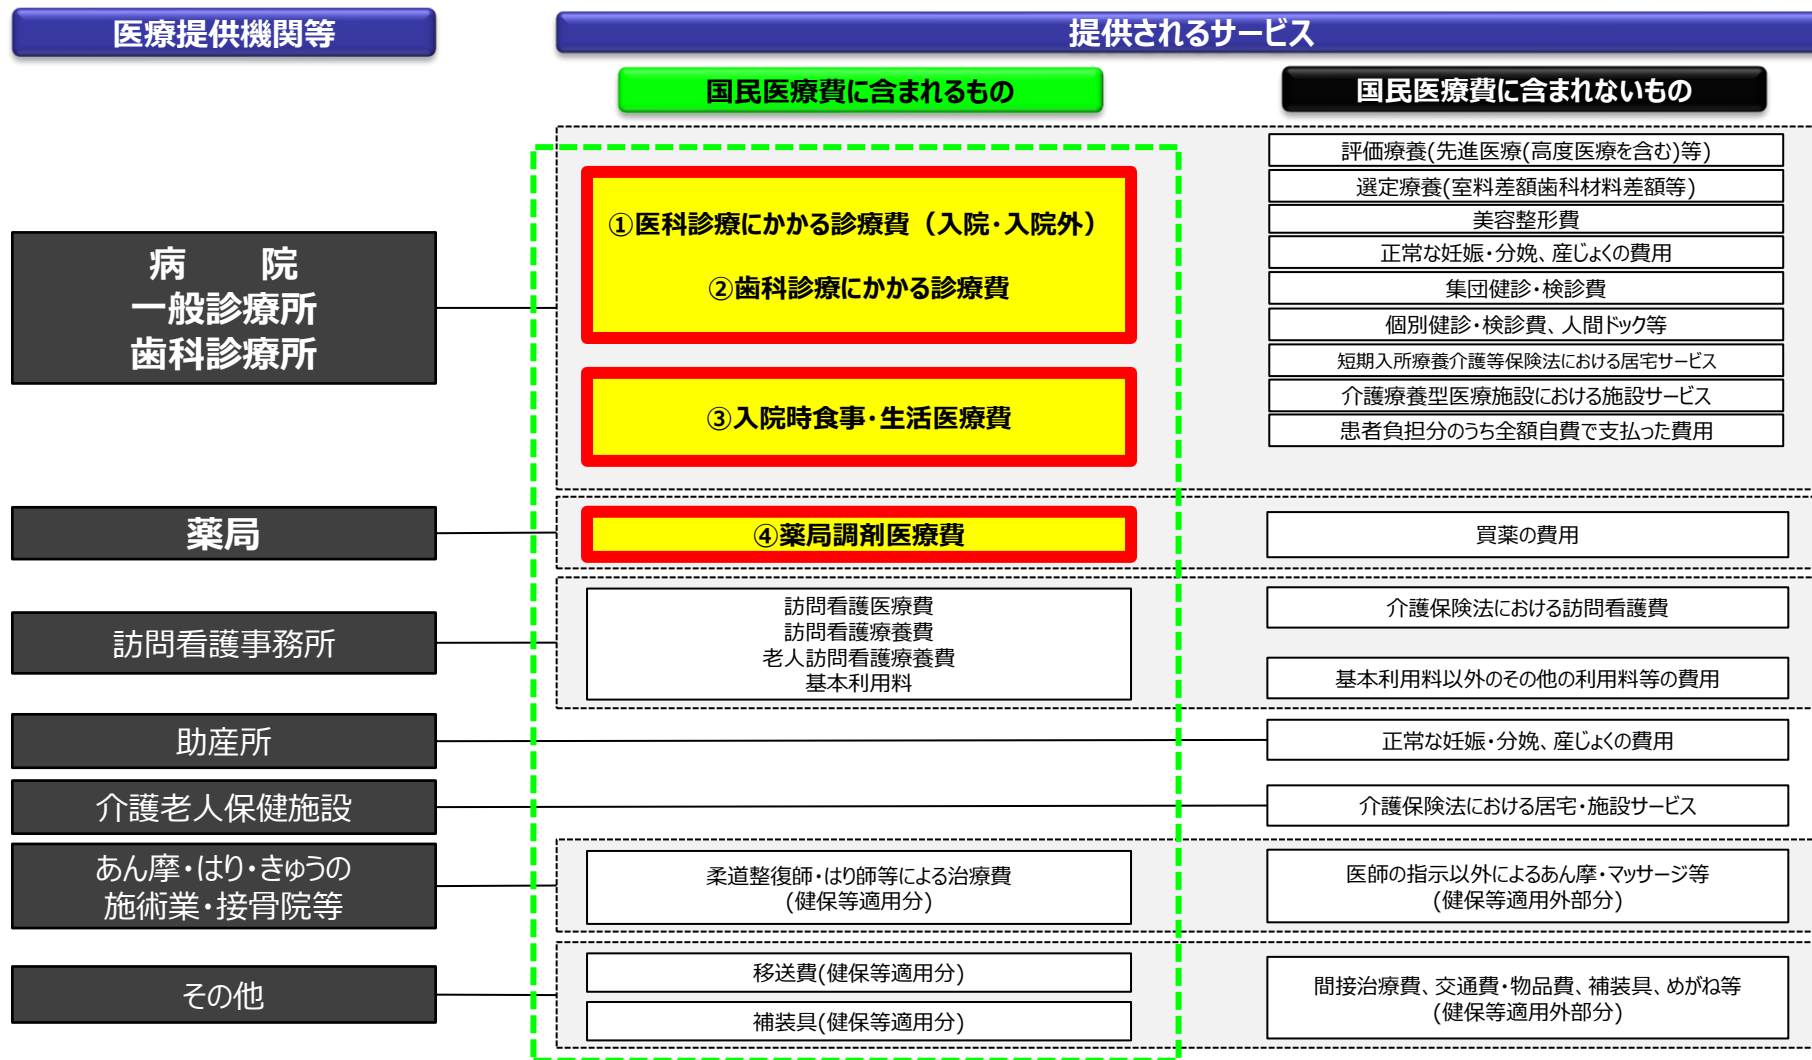 医療提供機関等
提供されるサービス
国民医療費に含まれるもの
国民医療費に含まれないもの
病　院
一般診療所
歯科診療所
①医科診療にかかる診療費（入院・入院外）
②歯科診療にかかる診療費
③入院時食事・生活医療費
評価療養(先進医療(高度医療を含む)等)
選定療養(室料差額歯科材料差額等)
美容整形費
正常な妊娠・分娩、産じょくの費用
集団健診・検診費
個別健診・検診費、人間ドック等
短期入所療養介護等保険法における居宅サービス
介護療養型医療施設における施設サービス
患者負担分のうち全額自費で支払った費用
薬局
④薬局調剤医療費
買薬の費用
訪問看護事務所
訪問看護医療費
訪問看護療養費
老人訪問看護療養費
基本利用料
介護保険法における訪問看護費
基本利用料以外のその他の利用料等の費用
助産所
正常な妊娠・分娩、産じょくの費用
介護老人保健施設
介護保険法における居宅・施設サービス
あん摩・はり・きゅうの
施術業・接骨院等
柔道整復師・はり師等による治療費
(健保等適用分)
医師の指示以外によるあん摩・マッサージ等
(健保等適用外部分)
その他
移送費(健保等適用分)
補装具(健保等適用分)
間接治療費、交通費・物品費、補装具、めがね等
(健保等適用外部分)